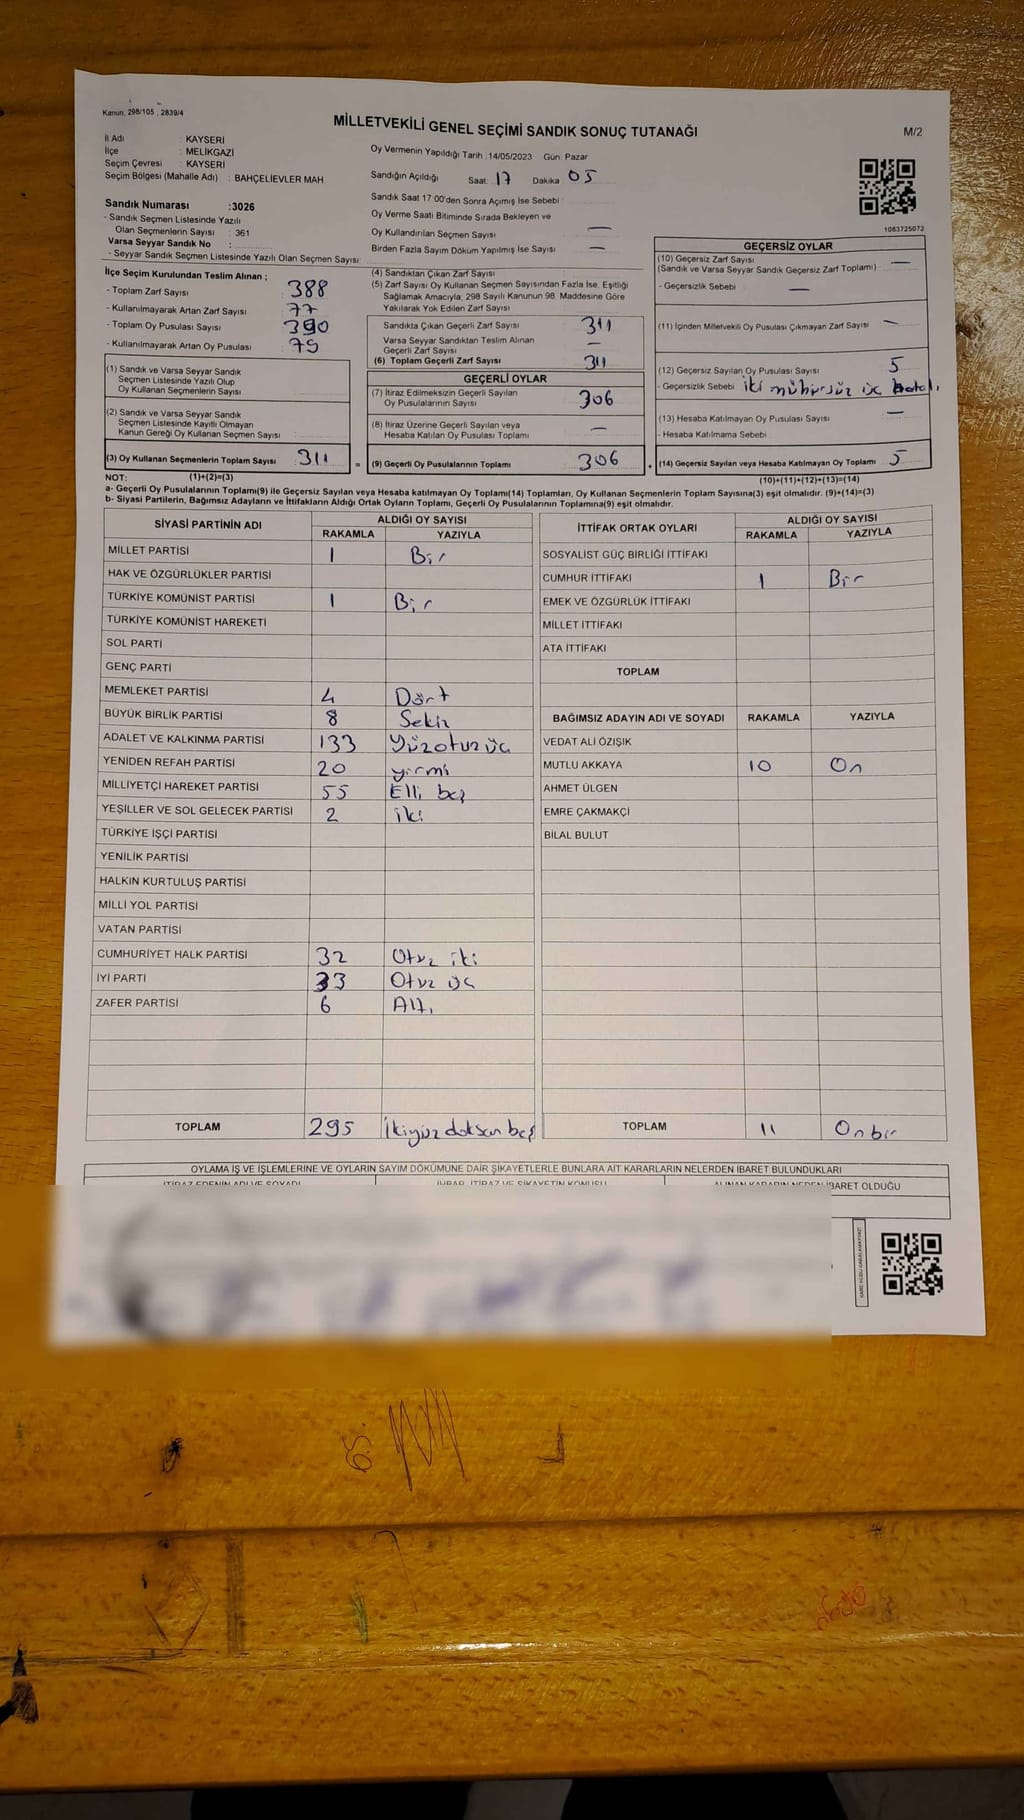 Kanun, 298/105 , 2839/4
MİLLETVEKİLİ GENEL SEÇİMİ SANDIK SONUÇ TUTANAĞI
M/2
İl Adı : KAYSERİ
İlçe : MELİKGAZİ
Seçim Çevresi : KAYSERİ
Seçim Bölgesi (Mahalle Adı) : BAHÇELİEVLER MAH
Oy Vermenin Yapıldığı Tarih :14/05/2023 Gün: Pazar
Sandığın Açıldığı Saat: 17 Dakika: 05
Sandık Saat 17:00'den Sonra Açımış İse Sebebi :
Oy Verme Saati Bitiminde Sırada Bekleyen ve
Oy Kullandırılan Seçmen Sayısı : —
Birden Fazla Sayım Döküm Yapılmış İse Sayısı : —
1083725072
Sandık Numarası :3026
- Sandık Seçmen Listesinde Yazılı
Olan Seçmenlerin Sayısı : 361
Varsa Seyyar Sandık No :
- Seyyar Sandık Seçmen Listesinde Yazılı Olan Seçmen Sayısı:
İlçe Seçim Kurulundan Teslim Alınan ;
- Toplam Zarf Sayısı : 388
- Kullanılmayarak Artan Zarf Sayısı : 77
- Toplam Oy Pusulası Sayısı : 390
- Kullanılmayarak Artan Oy Pusulası : 79
(1) Sandık ve Varsa Seyyar Sandık
Seçmen Listesinde Yazılı Olup
Oy Kullanan Seçmenlerin Sayısı :
(2) Sandık ve Varsa Seyyar Sandık
Seçmen Listesinde Kayıtlı Olmayan
Kanun Gereği Oy Kullanan Seçmen Sayısı :
(3) Oy Kullanan Seçmenlerin Toplam Sayısı : 311
(4) Sandıktan Çıkan Zarf Sayısı :
(5) Zarf Sayısı Oy Kullanan Seçmen Sayısından Fazla İse, Eşitliği
Sağlamak Amacıyla, 298 Sayılı Kanunun 98. Maddesine Göre
Yakılarak Yok Edilen Zarf Sayısı :
Sandıkta Çıkan Geçerli Zarf Sayısı : 311
Varsa Seyyar Sandıktan Teslim Alınan
Geçerli Zarf Sayısı : —
(6) Toplam Geçerli Zarf Sayısı : 311
GEÇERLİ OYLAR
(7) İtiraz Edilmeksizin Geçerli Sayılan
Oy Pusulalarının Sayısı : 306
(8) İtiraz Üzerine Geçerli Sayılan veya
Hesaba Katılan Oy Pusulaları Toplamı : —
= (9) Geçerli Oy Pusulalarının Toplamı : 306 +
GEÇERSİZ OYLAR
(10) Geçersiz Zarf Sayısı
(Sandık ve Varsa Seyyar Sandık Geçersiz Zarf Toplamı) : —
- Geçersizlik Sebebi : —
(11) İçinden Milletvekili Oy Pusulası Çıkmayan Zarf Sayısı : —
(12) Geçersiz Sayılan Oy Pusulası Sayısı : 5
- Geçersizlik Sebebi : iki mühürsüz üç hatalı
(13) Hesaba Katılmayan Oy Pusulası Sayısı : —
- Hesaba Katılmama Sebebi :
(14) Geçersiz Sayılan veya Hesaba Katılmayan Oy Toplamı : 5
NOT: (1)+(2)=(3)
(10)+(11)+(12)+(13)=(14)
a- Geçerli Oy Pusulalarının Toplamı(9) ile Geçersiz Sayılan veya Hesaba katılmayan Oy Toplamı(14) Toplamları, Oy Kullanan Seçmenlerin Toplam Sayısına(3) eşit olmalıdır. (9)+(14)=(3)
b- Siyasi Partilerin, Bağımsız Adayların ve İttifakların Aldığı Ortak Oyların Toplamı, Geçerli Oy Pusulalarının Toplamına(9) eşit olmalıdır.
SİYASİ PARTİNİN ADI ALDIĞI OY SAYISI
RAKAMLA YAZIYLA
MİLLET PARTİSİ 1 Bir
HAK VE ÖZGÜRLÜKLER PARTİSİ
TÜRKİYE KOMÜNİST PARTİSİ 1 Bir
TÜRKİYE KOMÜNİST HAREKETİ
SOL PARTİ
GENÇ PARTİ
MEMLEKET PARTİSİ 4 Dört
BÜYÜK BİRLİK PARTİSİ 8 Sekiz
ADALET VE KALKINMA PARTİSİ 133 Yüzotuzüç
YENİDEN REFAH PARTİSİ 20 yirmi
MİLLİYETÇİ HAREKET PARTİSİ 55 Elli beş
YEŞİLLER VE SOL GELECEK PARTİSİ 2 iki
TÜRKİYE İŞÇİ PARTİSİ
YENİLİK PARTİSİ
HALKIN KURTULUŞ PARTİSİ
MİLLİ YOL PARTİSİ
VATAN PARTİSİ
CUMHURİYET HALK PARTİSİ 32 Otuz iki
İYİ PARTİ 33 Otuz üç
ZAFER PARTİSİ 6 Altı
TOPLAM 295 İkiyüz doksan beş
İTTİFAK ORTAK OYLARI ALDIĞI OY SAYISI
RAKAMLA YAZIYLA
SOSYALİST GÜÇ BİRLİĞİ İTTİFAKI
CUMHUR İTTİFAKI 1 Bir
EMEK VE ÖZGÜRLÜK İTTİFAKI
MİLLET İTTİFAKI
ATA İTTİFAKI
TOPLAM
BAĞIMSIZ ADAYIN ADI VE SOYADI RAKAMLA YAZIYLA
VEDAT ALİ ÖZIŞIK
MUTLU AKKAYA 10 On
AHMET ÜLGEN
EMRE ÇAKMAKÇİ
BİLAL BULUT
TOPLAM 11 Onbir
OYLAMA İŞ VE İŞLEMLERİNE VE OYLARIN SAYIM DÖKÜMÜNE DAİR ŞİKAYETLERLE BUNLARA AİT KARARLARIN NELERDEN İBARET BULUNDUKLARI
İTİRAZ EDENİN ADI VE SOYADI İHBAR, İTİRAZ VE ŞİKAYETİN KONUSU ALINAN KARARIN NEDEN İBARET OLDUĞU